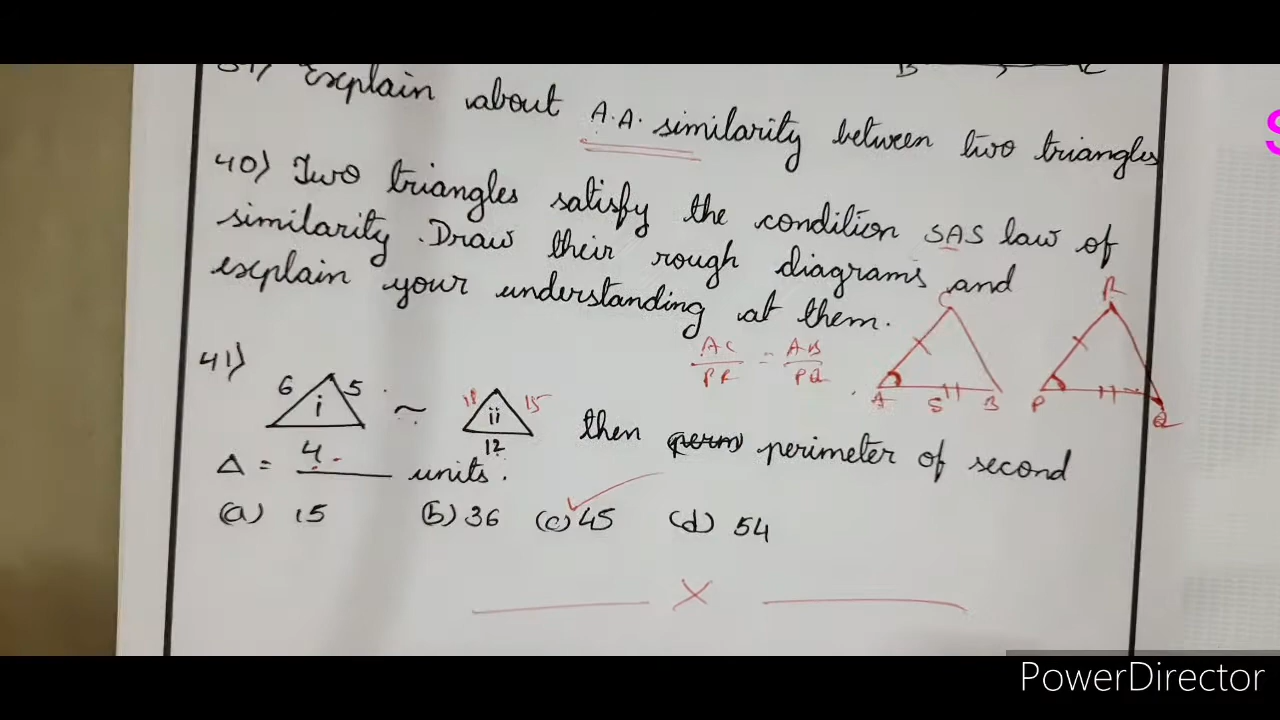 Explain about A.A. similarity between two triangles
40) Two triangles satisfy the condition SAS law of
similarity. Draw their rough diagrams and
explain your understanding at them.
AC/PR = AB/PQ
C
A S B
R
P Q
41)
6 i 5 ~ 18 ii 15 then perimeter of second
4 12
Δ = ______ units.
(a) 15 (b) 36 (c) 45 (d) 54
X
PowerDirector